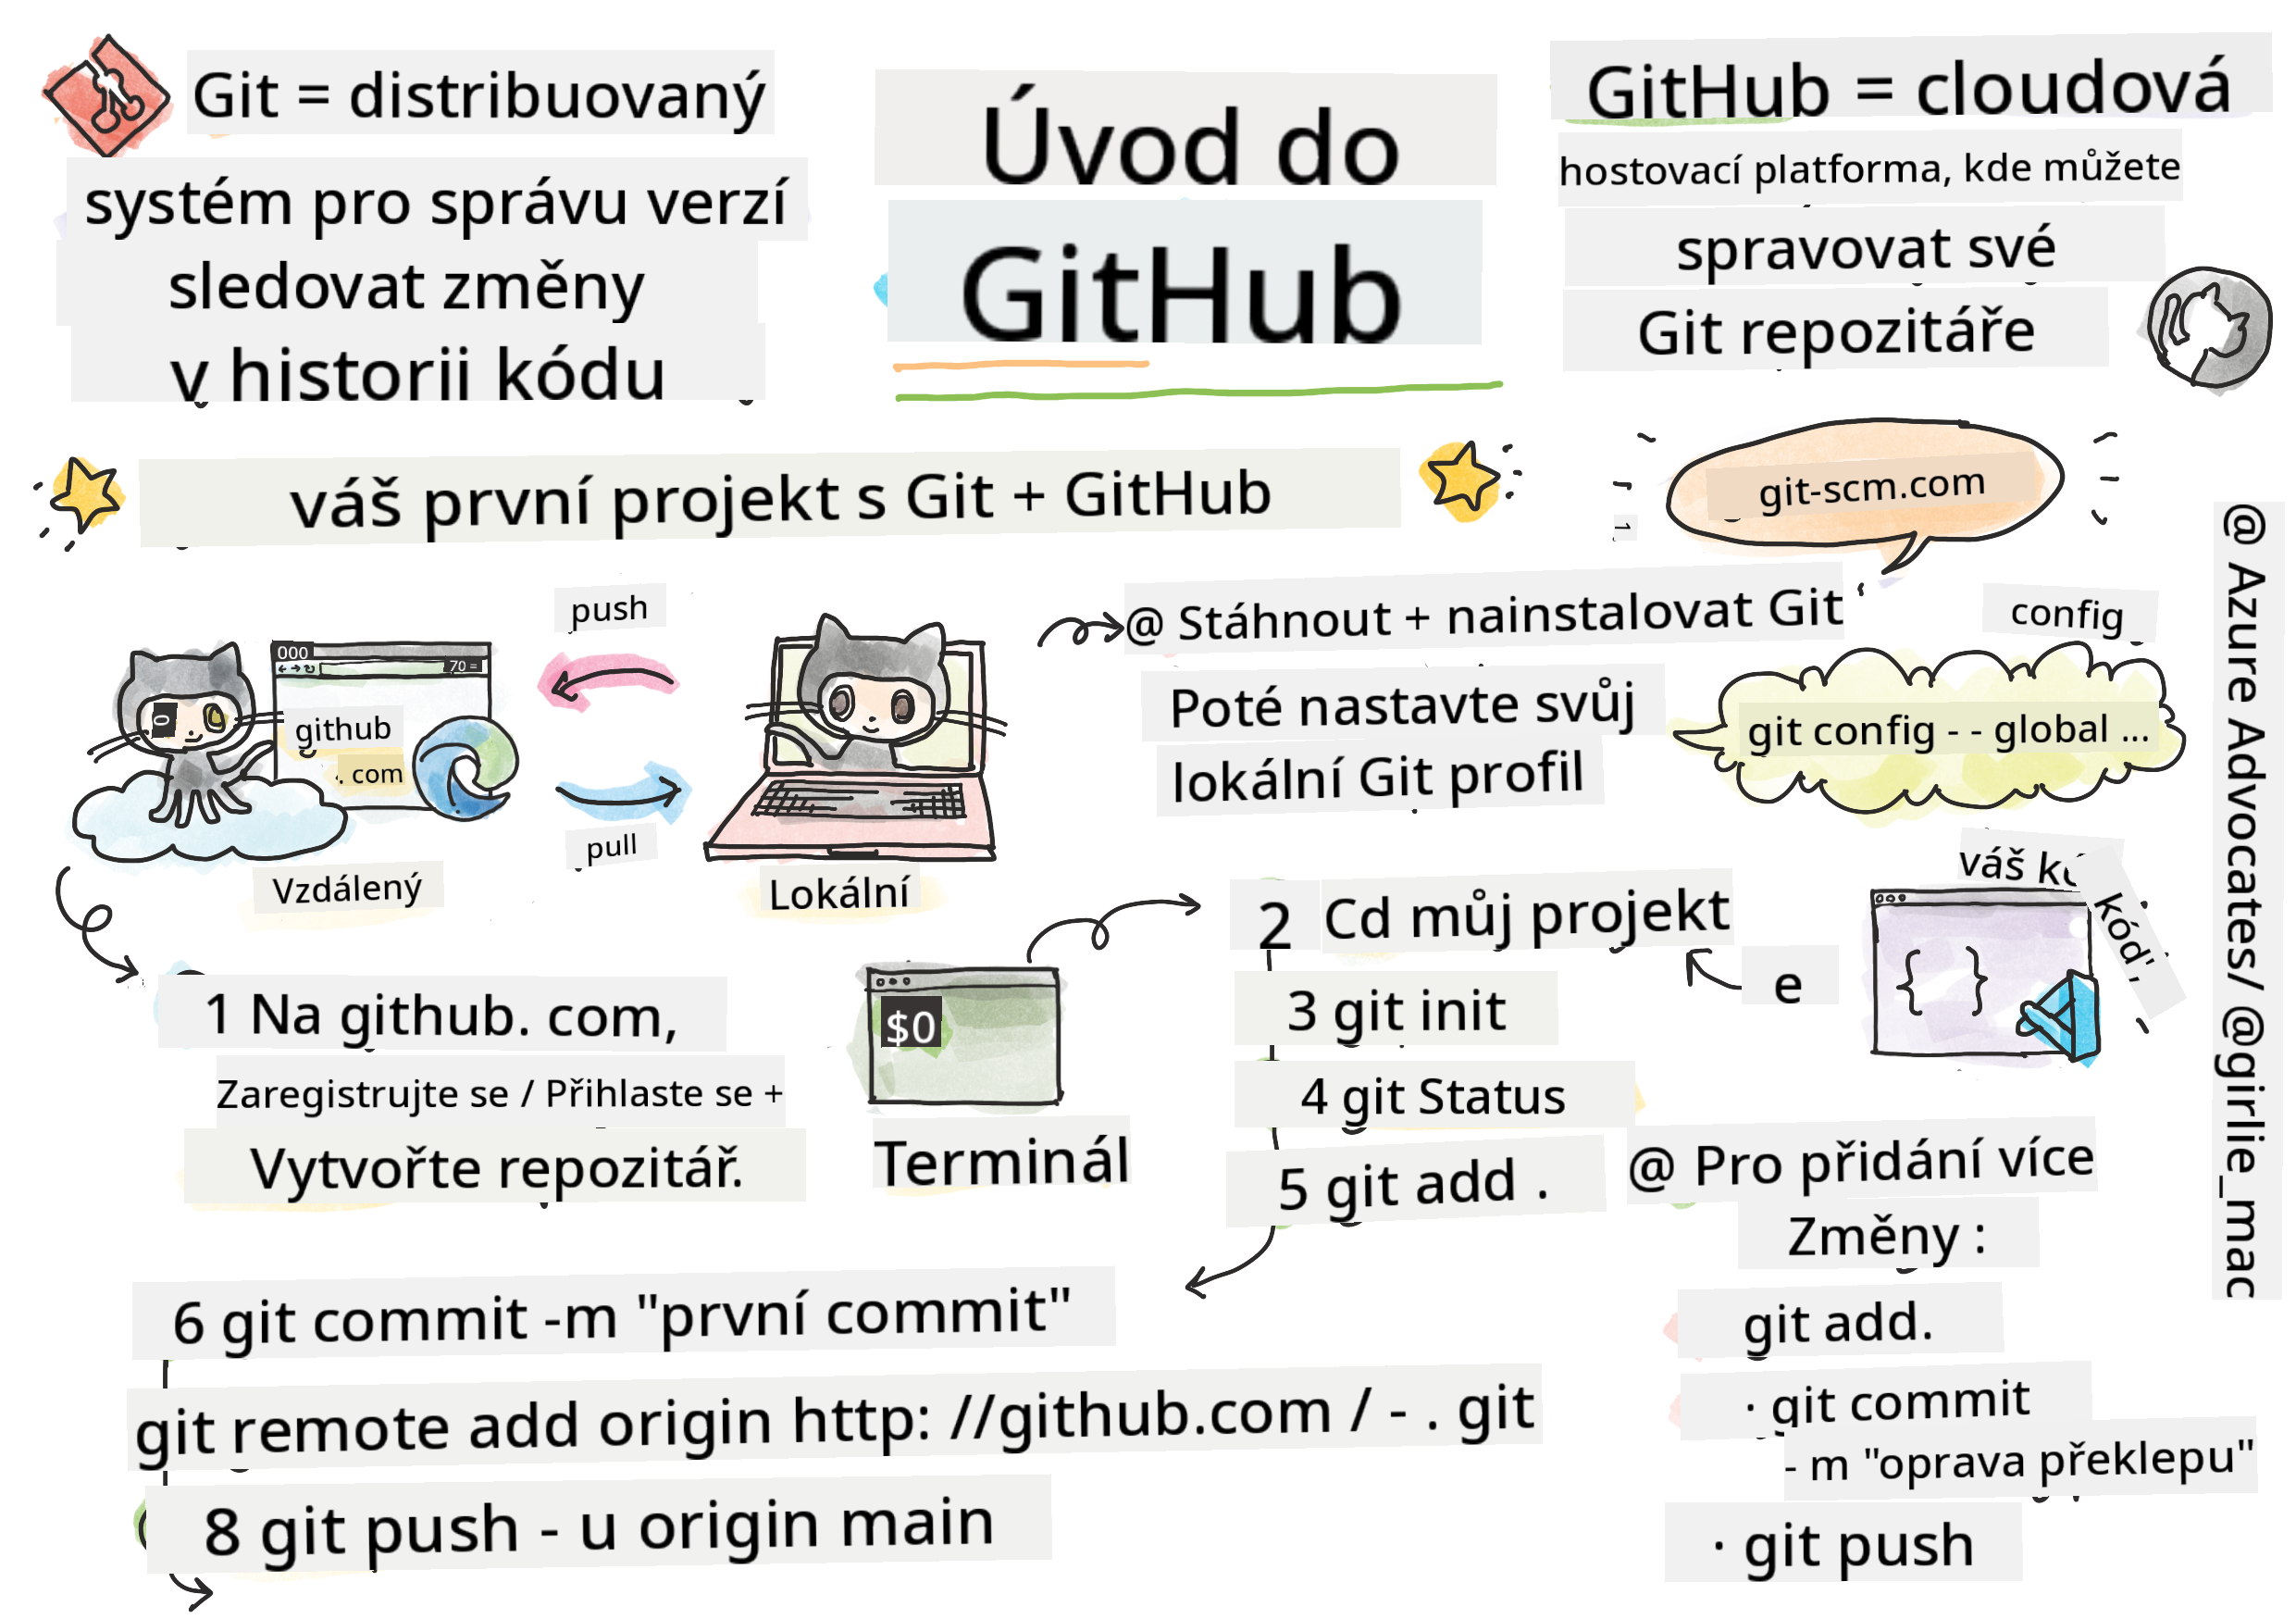 Git = distribuovaný
systém pro správu verzí
sledovat změny
v historii kódu
Úvod do
GitHub
GitHub = cloudová
hostovací platforma, kde můžete
spravovat své
Git repozitáře
váš první projekt s Git + GitHub
git-scm.com
push
pull
github
. com
000
70 =
Vzdálený
Lokální
@ Stáhnout + nainstalovat Git
Poté nastavte svůj
lokální Git profil
config
git config - - global ...
1 Na github. com,
Zaregistrujte se / Přihlaste se +
Vytvořte repozitář.
$0
Terminál
2 Cd můj projekt
3 git init
4 git Status
5 git add .
e
váš
kód',
{ }
6 git commit -m "první commit"
git remote add origin http: //github.com / - . git
8 git push - u origin main
@ Pro přidání více
Změny :
git add.
· git commit
- m "oprava překlepu"
· git push
@ Azure Advocates/ @girlie_mac